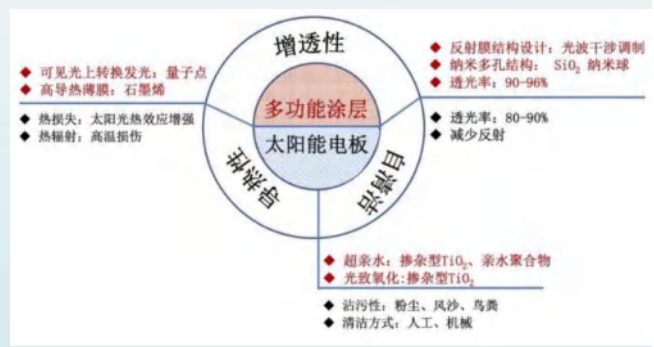 增透性
多功能涂层
太阳能电板
导热性
自清洁
◆ 可见光上转换发光：量子点
◆ 高导热薄膜：石墨烯
◆ 热损失：太阳光热效应增强
◆ 热辐射：高温损伤
◆ 反射膜结构设计：光波干涉调制
◆ 纳米多孔结构： SiO₂ 纳米球
◆ 透光率：90-96%
◆ 透光率：80-90%
◆ 减少反射
◆ 超亲水：掺杂型TiO₂、亲水聚合物
◆ 光致氧化:掺杂型TiO₂
◆ 沾污性：粉尘、风沙、鸟粪
◆ 清洁方式：人工、机械